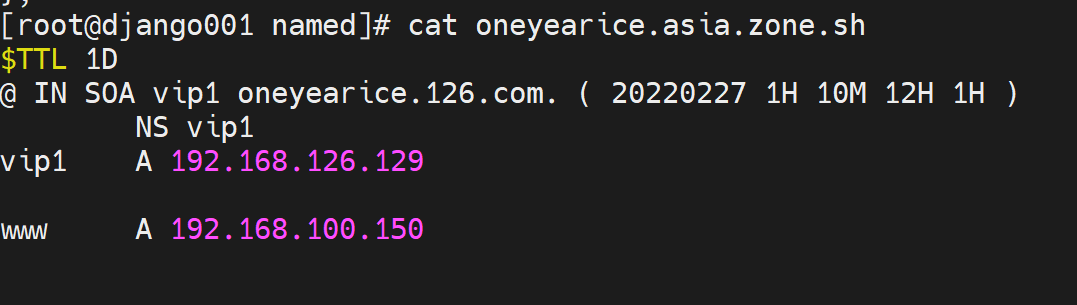 };
[root@django001 named]# cat oneyearice.asia.zone.sh
$TTL 1D
@ IN SOA vip1 oneyearice.126.com. ( 20220227 1H 10M 12H 1H )
        NS vip1
vip1    A 192.168.126.129
www     A 192.168.100.150